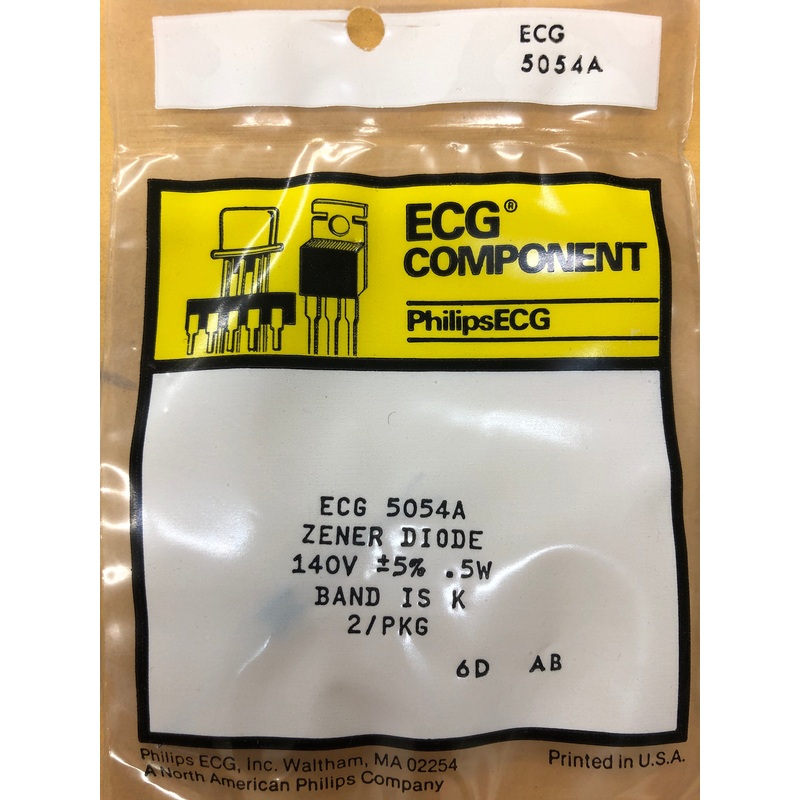 ECG
5054A
ECG®
COMPONENT
PhilipsECG
ECG 5054A
ZENER DIODE
140V ±5% .5W
BAND IS K
2/PKG
6D AB
Philips ECG, Inc. Waltham, MA 02254
A North American Philips Company
Printed in U.S.A.